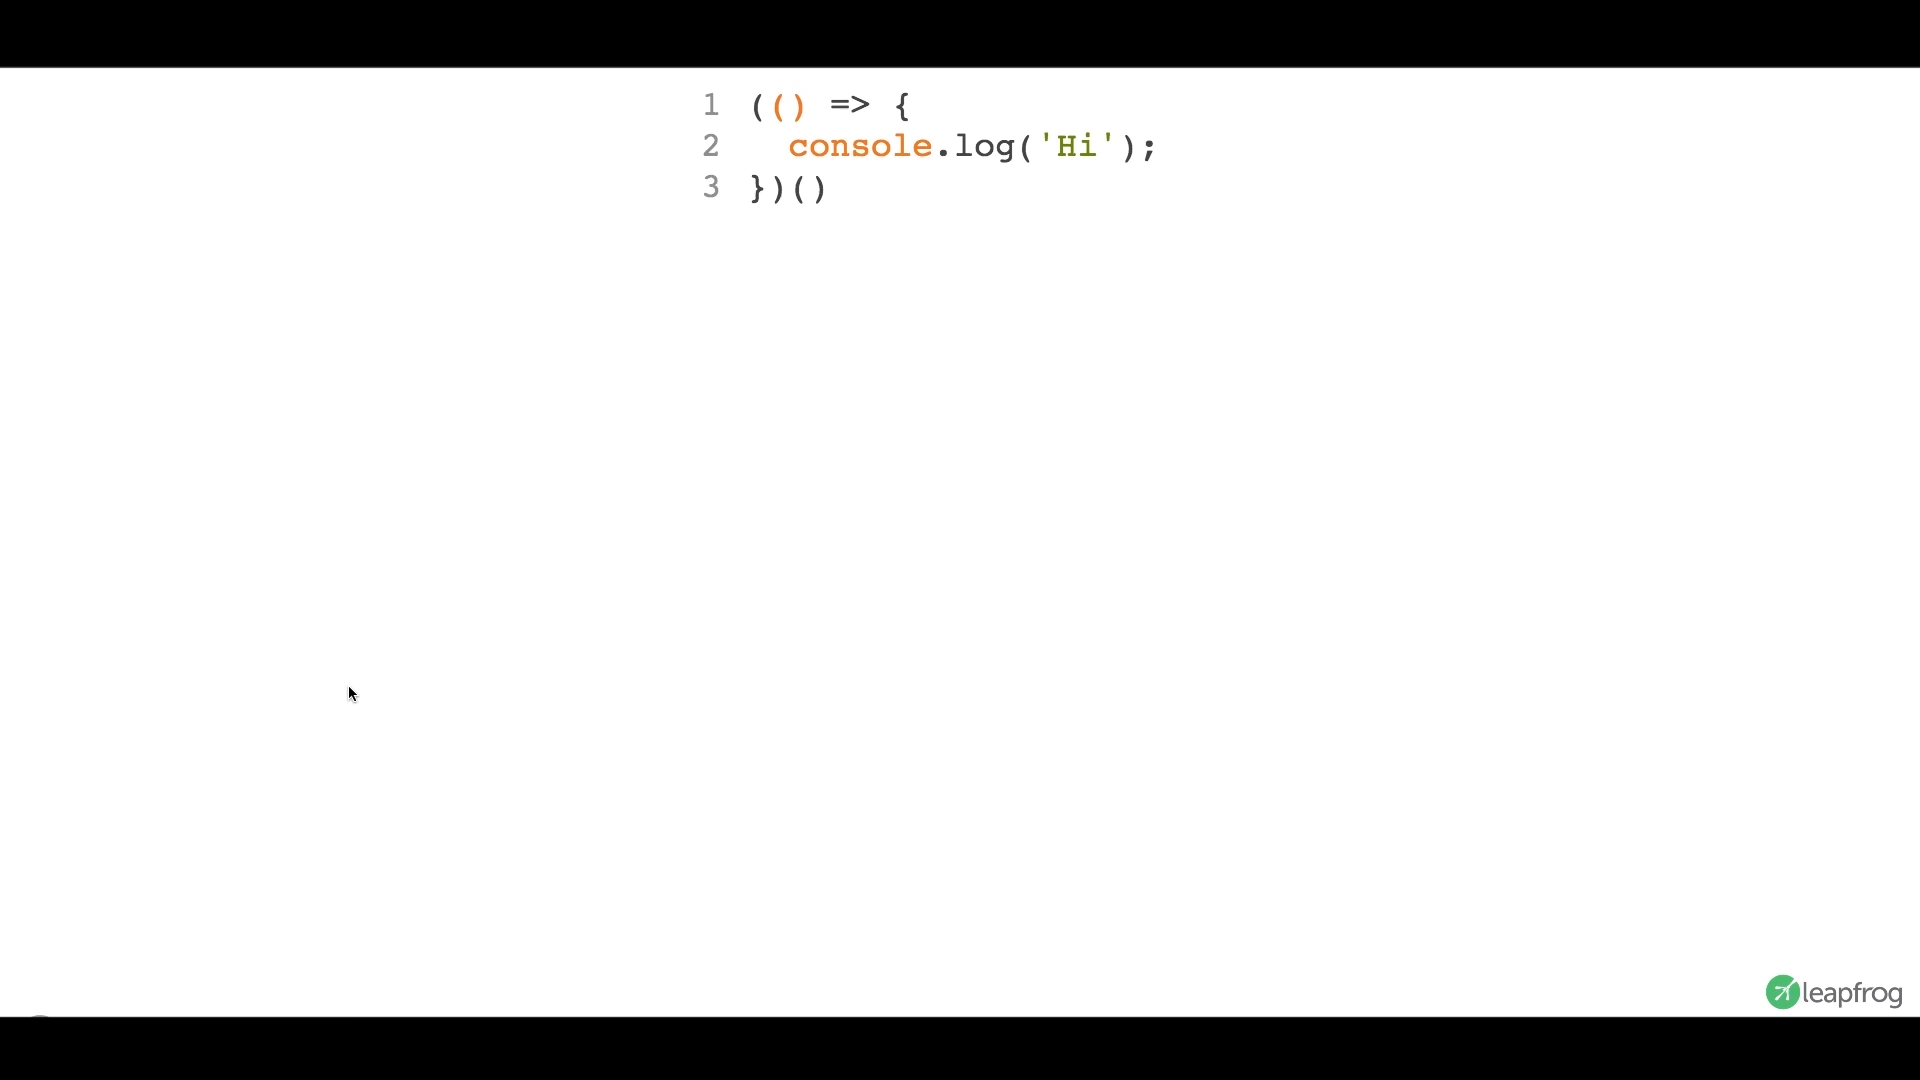 1 (() => {
2 console.log('Hi');
3 })()
leapfrog